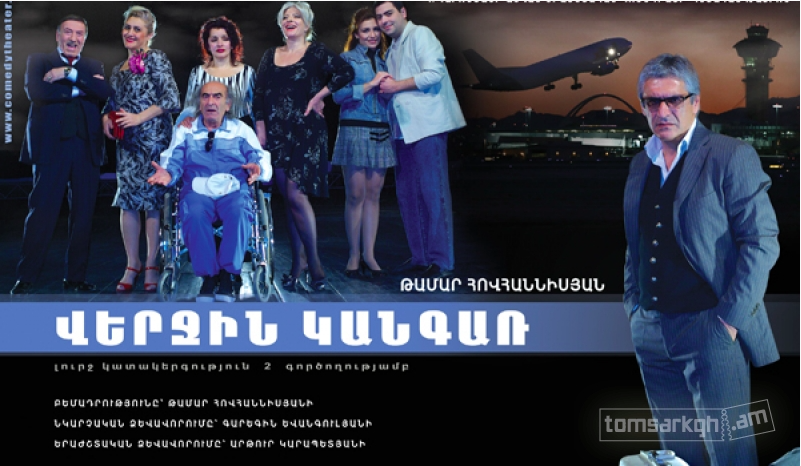 www.comedytheater.
ԹԱՄԱՐ ՀՈՎՀԱՆՆԻՍՅԱՆ
ՎԵՐՋԻՆ ԿԱՆԳԱՌ
լուրջ կատակերգություն 2 գործողությամբ
ԲԵՄԱԴՐՈՒԹՅՈՒՆԸ՝ ԹԱՄԱՐ ՀՈՎՀԱՆՆԻՍՅԱՆԻ
ՆԿԱՐՉԱԿԱՆ ՁԵՎԱՎՈՐՈՒՄԸ՝ ԳԱՐԵԳԻՆ ԵՎԱՆԳՈՒԼՅԱՆԻ
ԵՐԱԺՇՏԱԿԱՆ ՁԵՎԱՎՈՐՈՒՄԸ՝ ԱՐԹՈՒՐ ԿԱՐԱՊԵՏՅԱՆԻ
tomsarkgh.am